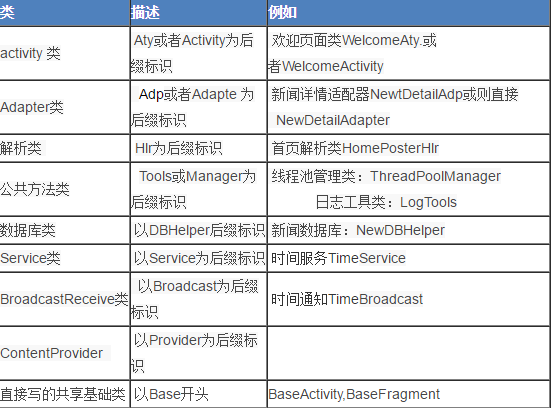 类 描述 例如
activity 类 Aty或者Activity为后缀标识 欢迎页面类WelcomeAty.或者WelcomeActivity
Adapter类 Adp或者Adapte 为后缀标识 新闻详情适配器NewtDetailAdp或则直接 NewDetailAdapter
解析类 Hlr为后缀标识 首页解析类HomePosterHlr
公共方法类 Tools或Manager为后缀标识 线程池管理类：ThreadPoolManager
日志工具类：LogTools
数据库类 以DBHelper后缀标识 新闻数据库：NewDBHelper
Service类 以Service为后缀标识 时间服务TimeService
BroadcastReceive类 以Broadcast为后缀标识 时间通知TimeBroadcast
ContentProvider 以Provider为后缀标识
直接写的共享基础类 以Base开头 BaseActivity,BaseFragment